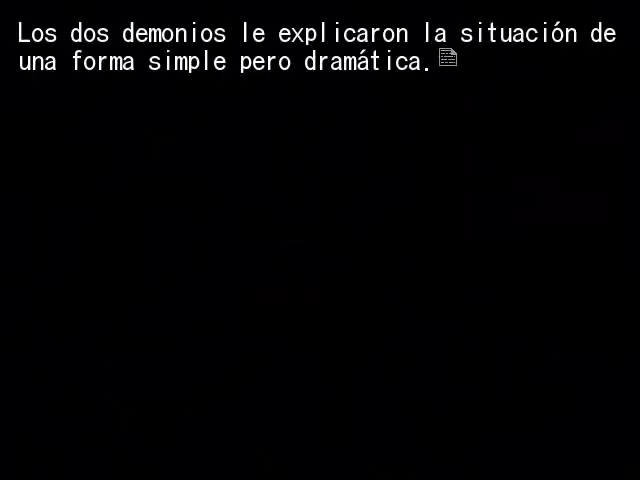 Los dos demonios le explicaron la situación de
una forma simple pero dramática.